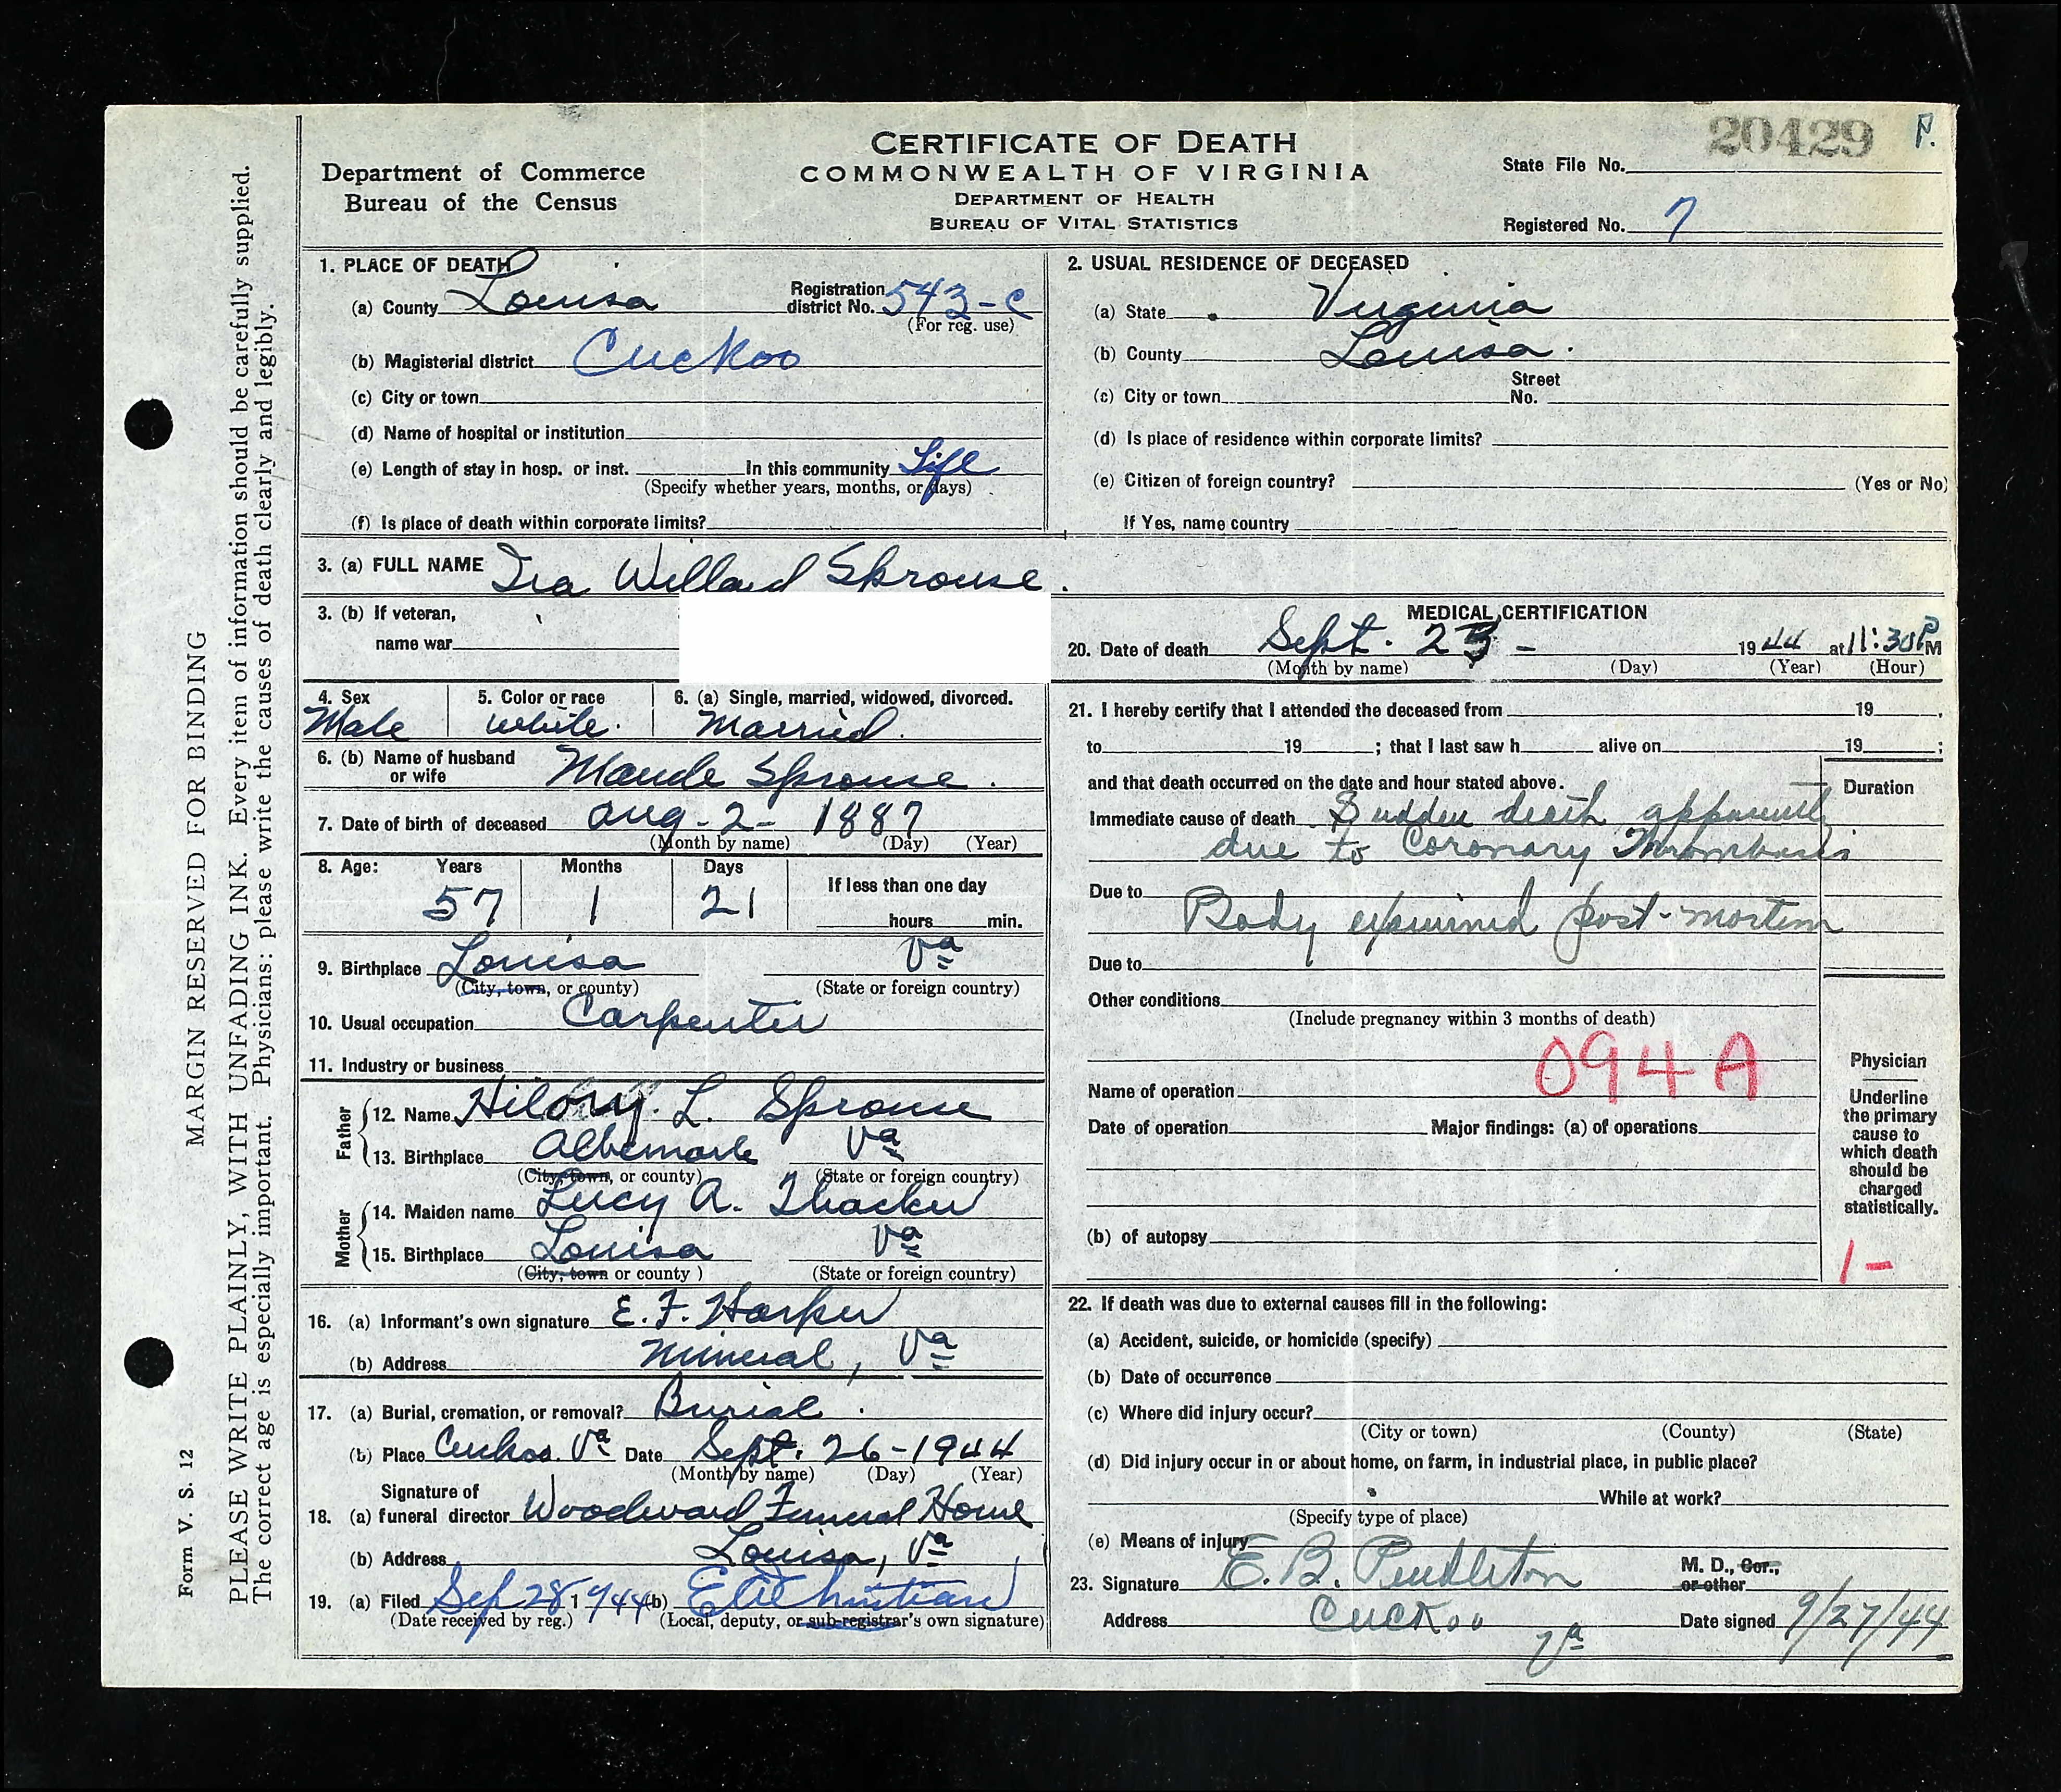 CERTIFICATE OF DEATH
COMMONWEALTH OF VIRGINIA
DEPARTMENT OF HEALTH
BUREAU OF VITAL STATISTICS
Department of Commerce
Bureau of the Census
20429 P.
State File No.
Registered No. 7
MARGIN RESERVED FOR BINDING
PLEASE WRITE PLAINLY, WITH UNFADING INK. Every item of information should be carefully supplied.
The correct age is especially important. Physicians: please write the causes of death clearly and legibly.
Form V. S. 12
1. PLACE OF DEATH
(a) County Louisa Registration district No. 543-C
(For reg. use)
(b) Magisterial district Cuckoo
(c) City or town
(d) Name of hospital or institution
(e) Length of stay in hosp. or inst. In this community Life
(Specify whether years, months, or days)
(f) Is place of death within corporate limits?
2. USUAL RESIDENCE OF DECEASED
(a) State Virginia
(b) County Louisa.
(c) City or town Street No.
(d) Is place of residence within corporate limits?
(e) Citizen of foreign country? (Yes or No)
If Yes, name country
3. (a) FULL NAME Ira Willard Sprouse.
3. (b) If veteran,
name war
4. Sex 5. Color or race 6. (a) Single, married, widowed, divorced.
Male White. Married.
6. (b) Name of husband or wife Maude Sprouse.
7. Date of birth of deceased Aug-2-1887
(Month by name) (Day) (Year)
8. Age: Years Months Days If less than one day
57 1 21 hours min.
9. Birthplace Louisa Va
(City, town, or county) (State or foreign country)
10. Usual occupation Carpenter
11. Industry or business
Father
12. Name Hilory. L. Sprouse
13. Birthplace Albemarle Va
(City, town, or county) (State or foreign country)
Mother
14. Maiden name Lucy A. Thacker
15. Birthplace Louisa Va
(City, town or county ) (State or foreign country)
16. (a) Informant's own signature E. F. Harper
(b) Address Mineral, Va
17. (a) Burial, cremation, or removal? Burial.
(b) Place Cuckoo. Va Date Sept. 26-1944
(Month by name) (Day) (Year)
Signature of
18. (a) funeral director Woodward Funeral Home
(b) Address Louisa, Va
19. (a) Filed Sep 28 1944 (b)
(Date received by reg.) (Local, deputy, or sub-registrar's own signature)
MEDICAL CERTIFICATION
20. Date of death Sept. 23 - 1944 at 11:30 P M
(Month by name) (Day) (Year) (Hour)
21. I hereby certify that I attended the deceased from 19 ,
to 19 ; that I last saw h alive on 19 ;
and that death occurred on the date and hour stated above. Duration
Immediate cause of death Sudden death apparently
due to Coronary Thrombosis
Due to
Body examined post-mortem
Due to
Other conditions
(Include pregnancy within 3 months of death)
094A
Name of operation
Date of operation Major findings: (a) of operations
(b) of autopsy
Physician
Underline
the primary
cause to
which death
should be
charged
statistically.
1-
22. If death was due to external causes fill in the following:
(a) Accident, suicide, or homicide (specify)
(b) Date of occurrence
(c) Where did injury occur?
(City or town) (County) (State)
(d) Did injury occur in or about home, on farm, in industrial place, in public place?
While at work?
(Specify type of place)
(e) Means of injury
23. Signature E. B. Pendleton M. D., Cor., or other
Address Cuckoo Date signed 9/27/44
Va